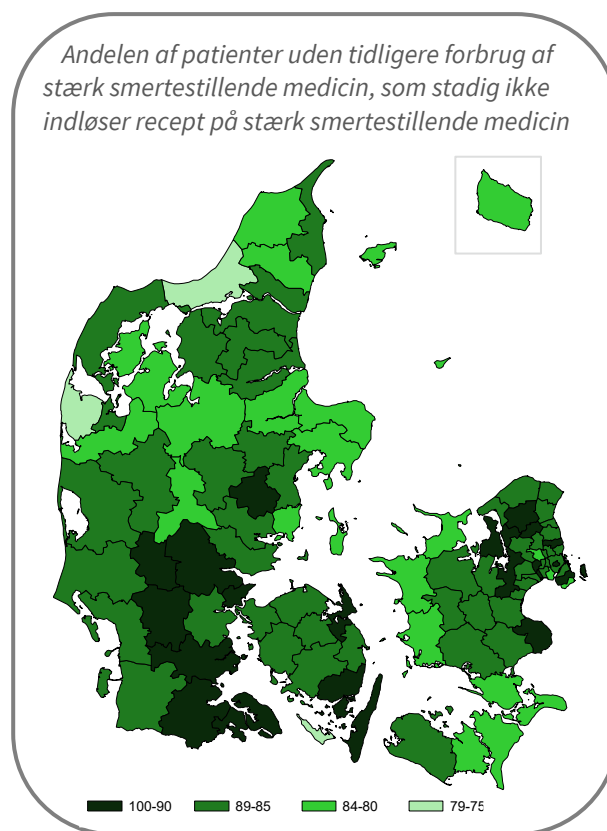 Andelen af patienter uden tidligere forbrug af
stærk smertestillende medicin, som stadig ikke
indløser recept på stærk smertestillende medicin
100-90 89-85 84-80 79-75